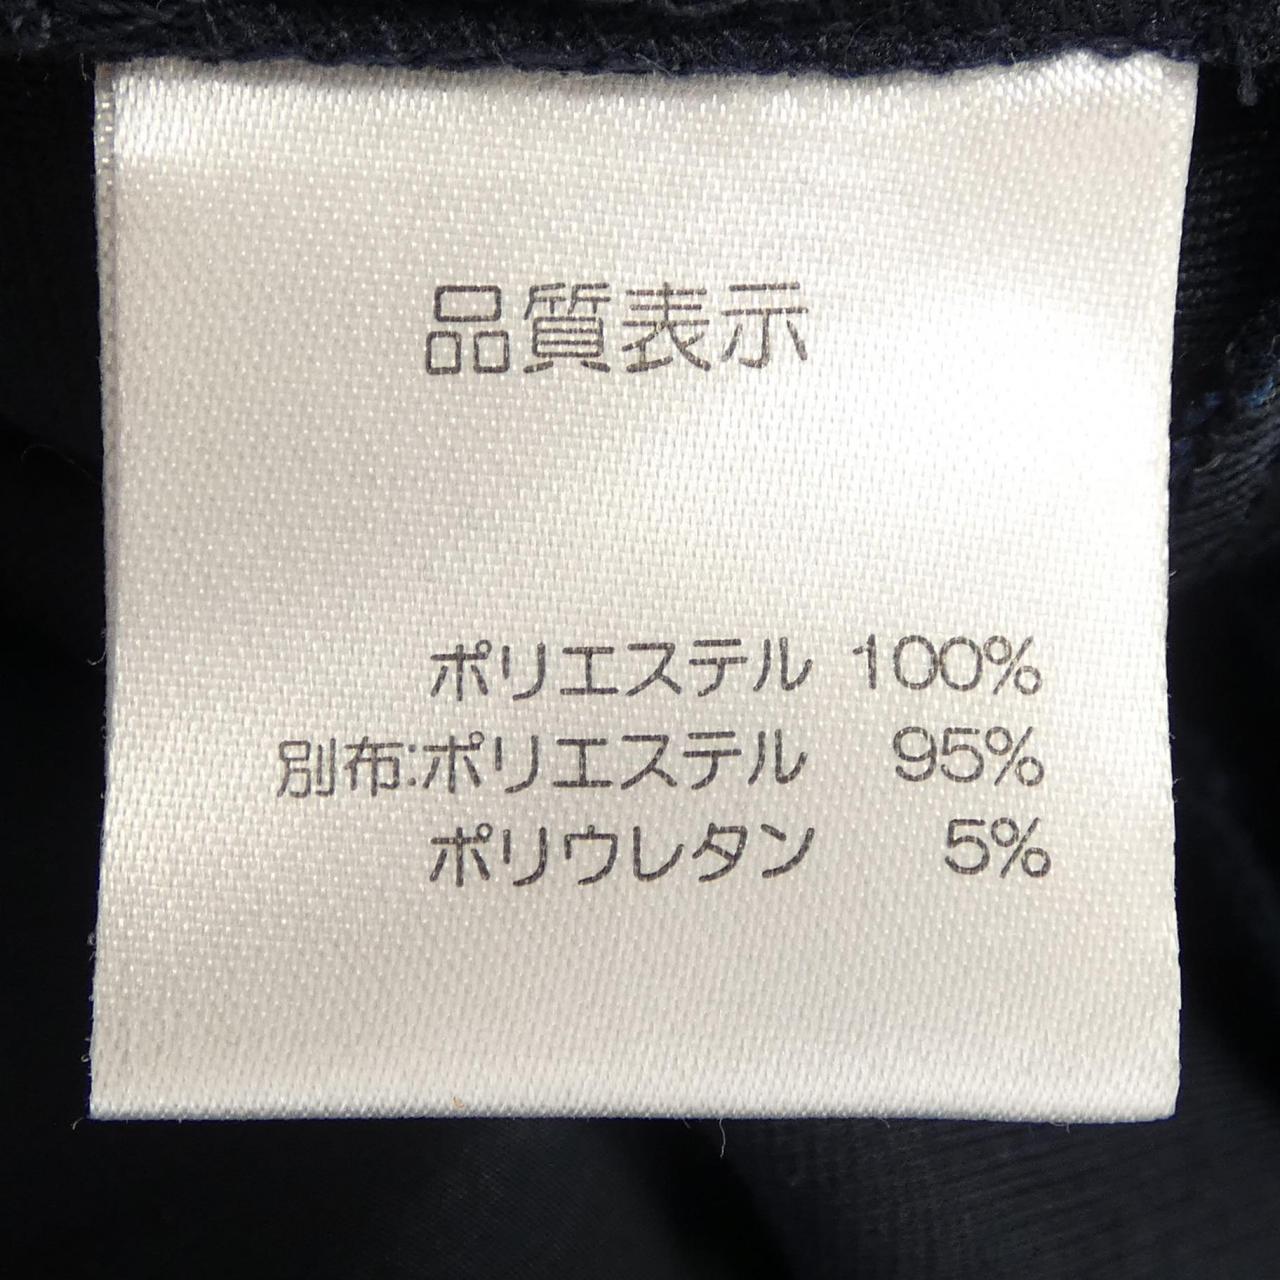 品質表示
ポリエステル 100%
別布:ポリエステル 95%
ポリウレタン 5%